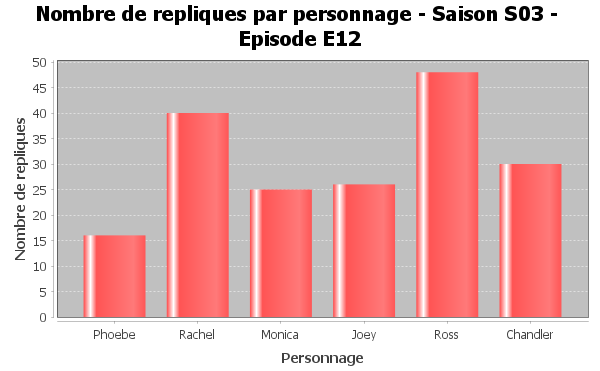 Nombre de repliques par personnage - Saison S03 -
Episode E12
Nombre de repliques
50
45
40
35
30
25
20
15
10
5
0
Phoebe Rachel Monica Joey Ross Chandler
Personnage